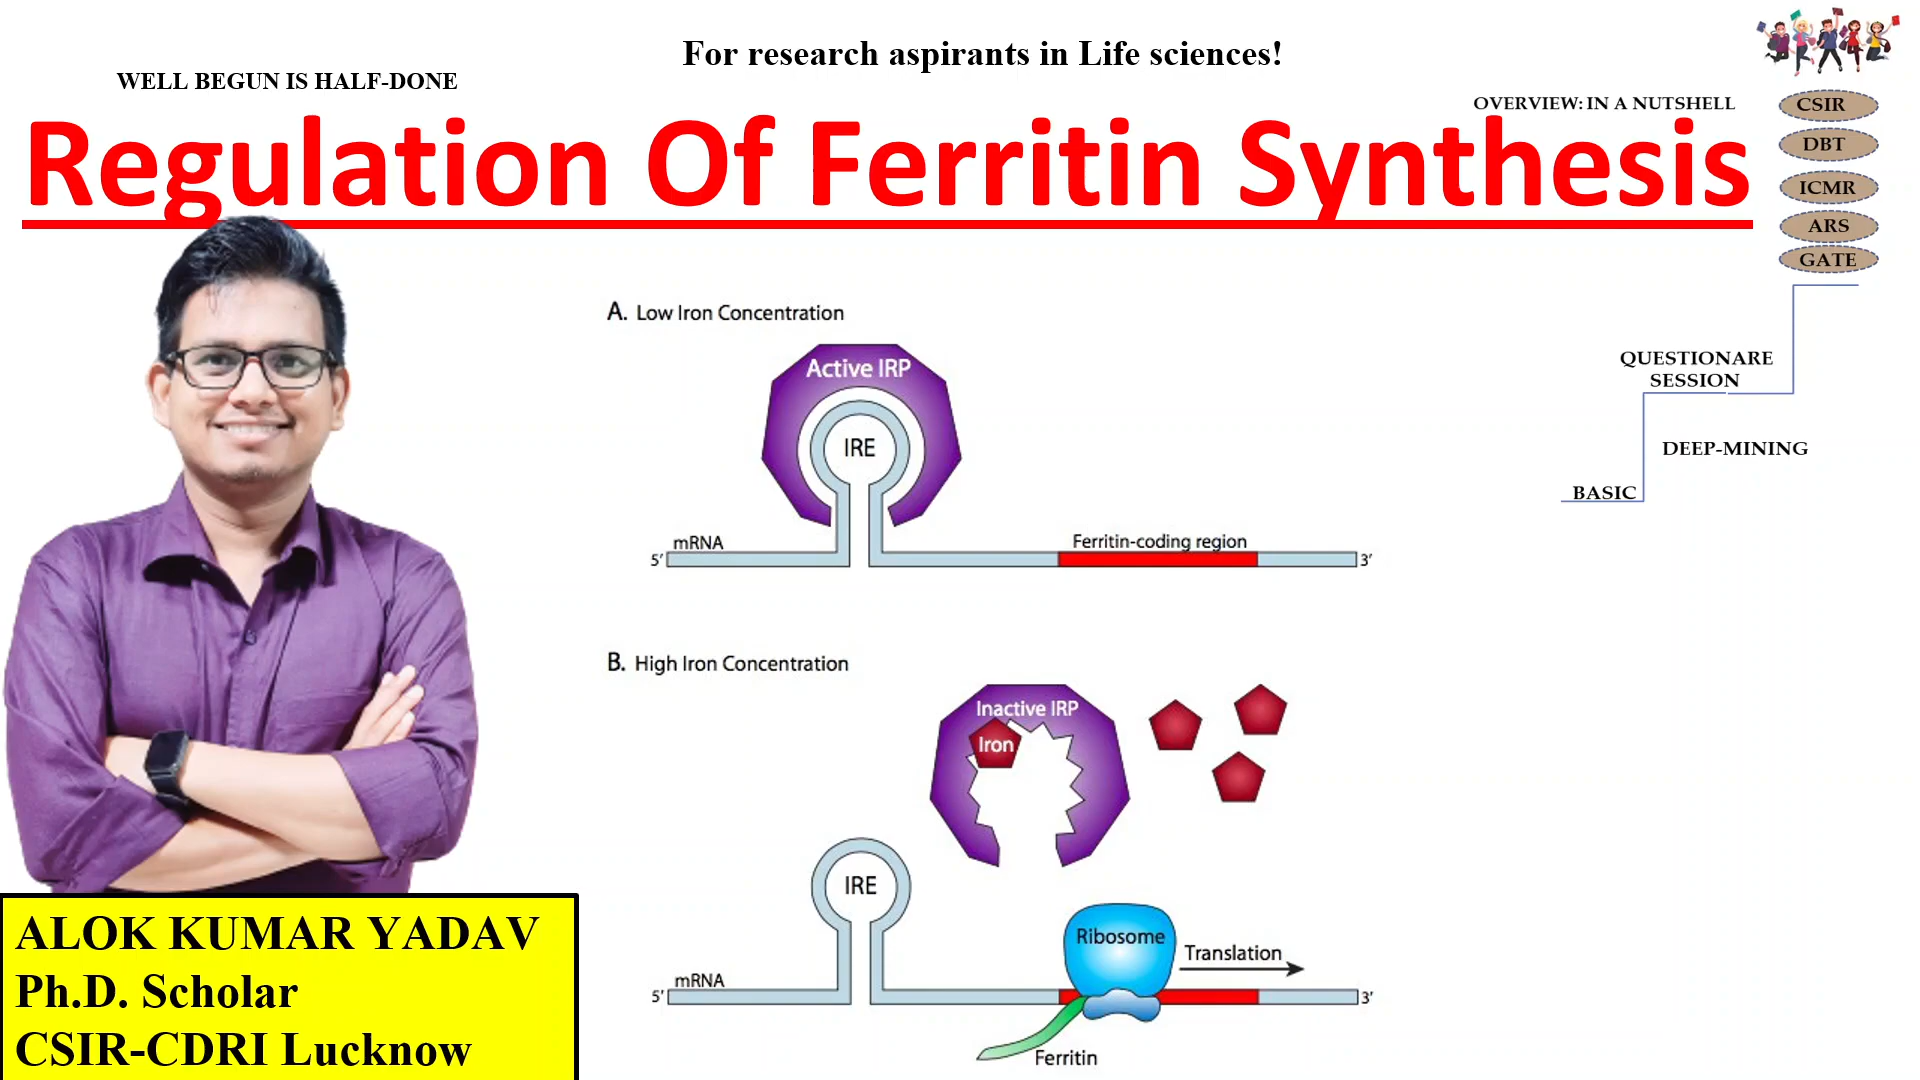 For research aspirants in Life sciences!
WELL BEGUN IS HALF-DONE
OVERVIEW: IN A NUTSHELL
Regulation Of Ferritin Synthesis
CSIR
DBT
ICMR
ARS
GATE
QUESTIONARE
SESSION
DEEP-MINING
BASIC
A. Low Iron Concentration
Active IRP
IRE
mRNA
Ferritin-coding region
5'
3'
B. High Iron Concentration
Inactive IRP
Iron
IRE
Ribosome
Translation
mRNA
5'
3'
Ferritin
ALOK KUMAR YADAV
Ph.D. Scholar
CSIR-CDRI Lucknow